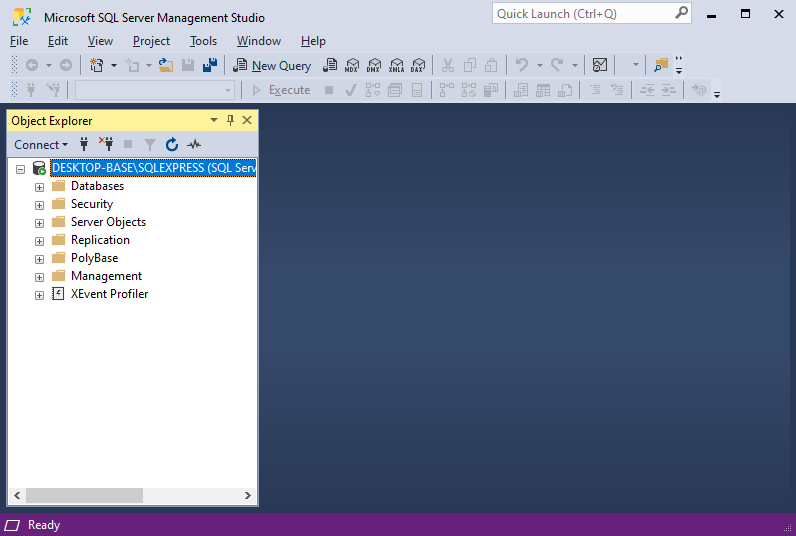 Microsoft SQL Server Management Studio
Quick Launch (Ctrl+Q)
File Edit View Project Tools Window Help
New Query MDX DMX XMLA DAX
Execute
Object Explorer
Connect
DESKTOP-BASE\SQLEXPRESS (SQL Serv
Databases
Security
Server Objects
Replication
PolyBase
Management
XEvent Profiler
Ready